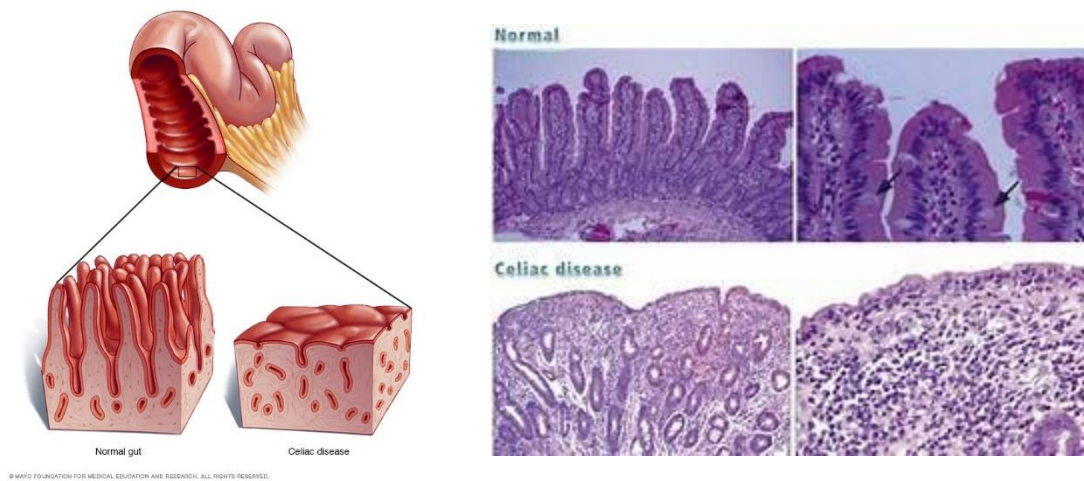 Normal
Celiac disease
Normal gut
Celiac disease
© MAYO FOUNDATION FOR MEDICAL EDUCATION AND RESEARCH. ALL RIGHTS RESERVED.